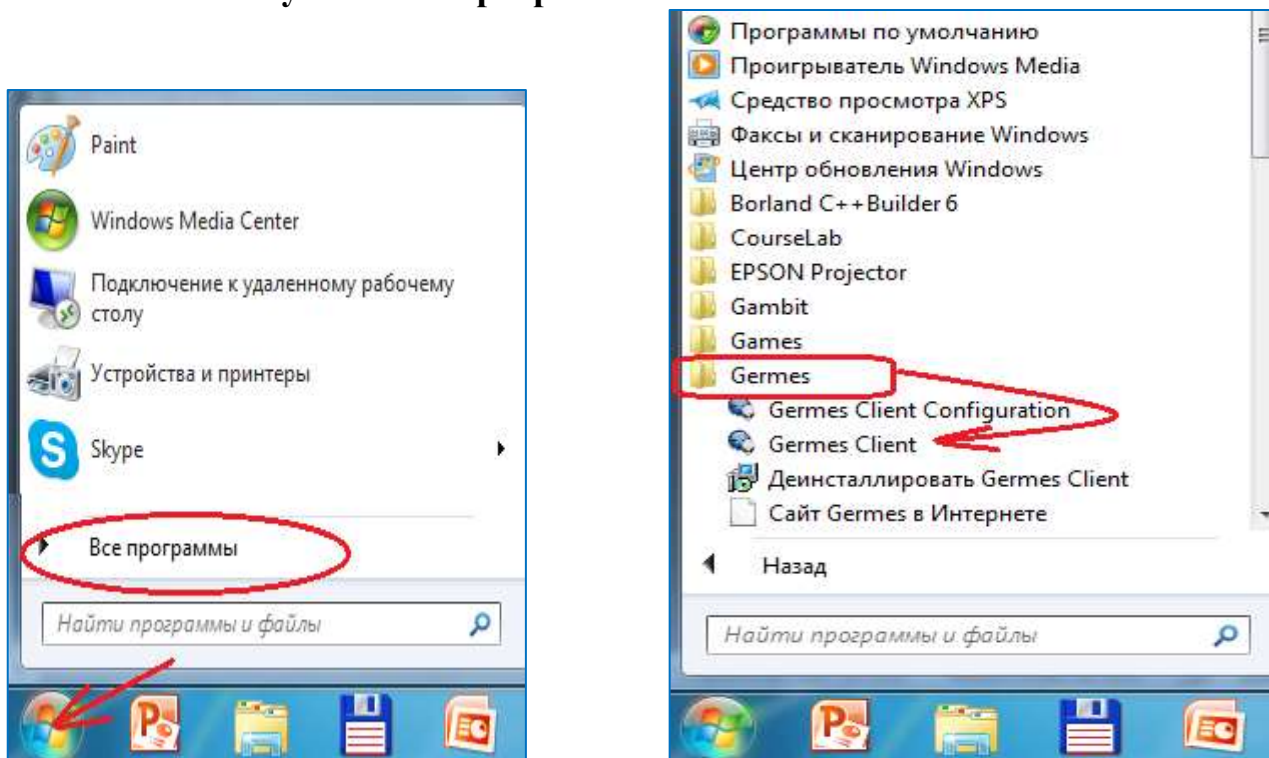 Paint
Windows Media Center
Подключение к удаленному рабочему
столу
Устройства и принтеры
Skype
Все программы
Найти программы и файлы
Программы по умолчанию
Проигрыватель Windows Media
Средство просмотра XPS
Факсы и сканирование Windows
Центр обновления Windows
Borland C++Builder 6
CourseLab
EPSON Projector
Gambit
Games
Germes
Germes Client Configuration
Germes Client
Деинсталлировать Germes Client
Сайт Germes в Интернете
Назад
Найти программы и файлы